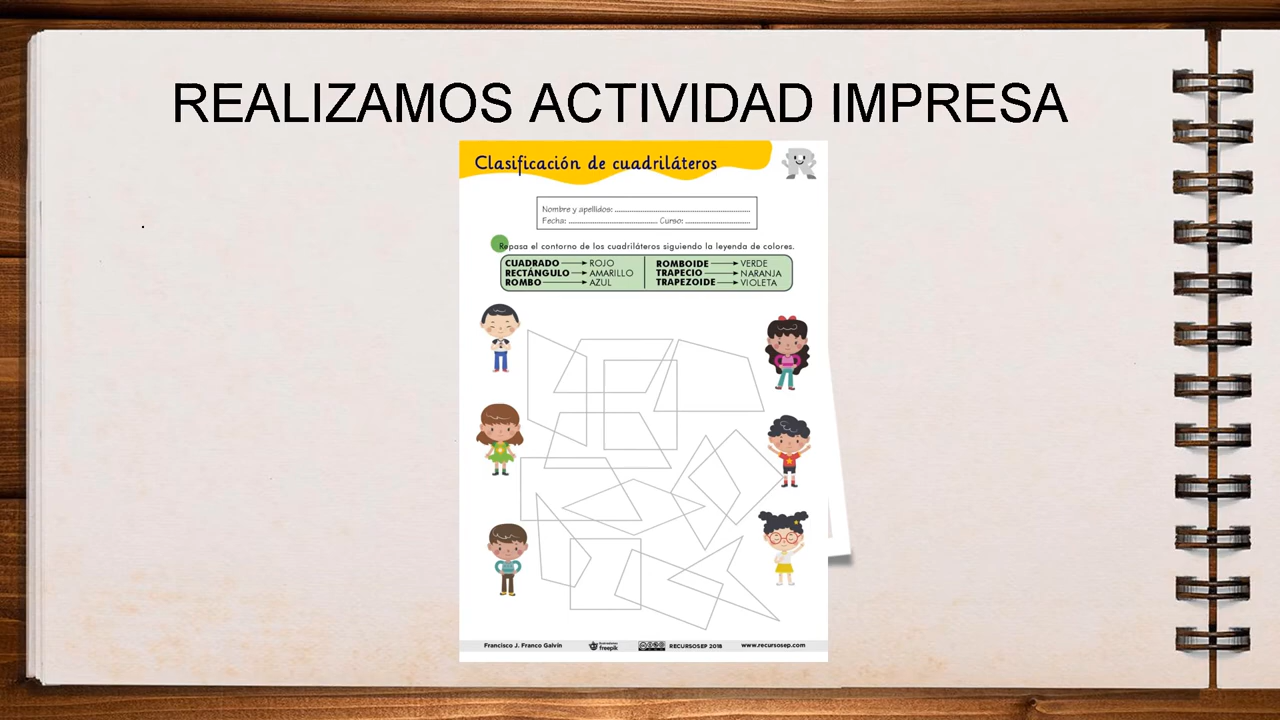 REALIZAMOS ACTIVIDAD IMPRESA
Clasificación de cuadriláteros
R
Nombre y apellidos:
Fecha: Curso:
Repasa el contorno de los cuadriláteros siguiendo la leyenda de colores.
CUADRADO → ROJO
RECTÁNGULO → AMARILLO
ROMBO → AZUL
ROMBOIDE → VERDE
TRAPECIO → NARANJA
TRAPEZOIDE → VIOLETA
Francisco J. Franco Galvín
freepik
RECURSOSEP 2018
www.recursosep.com